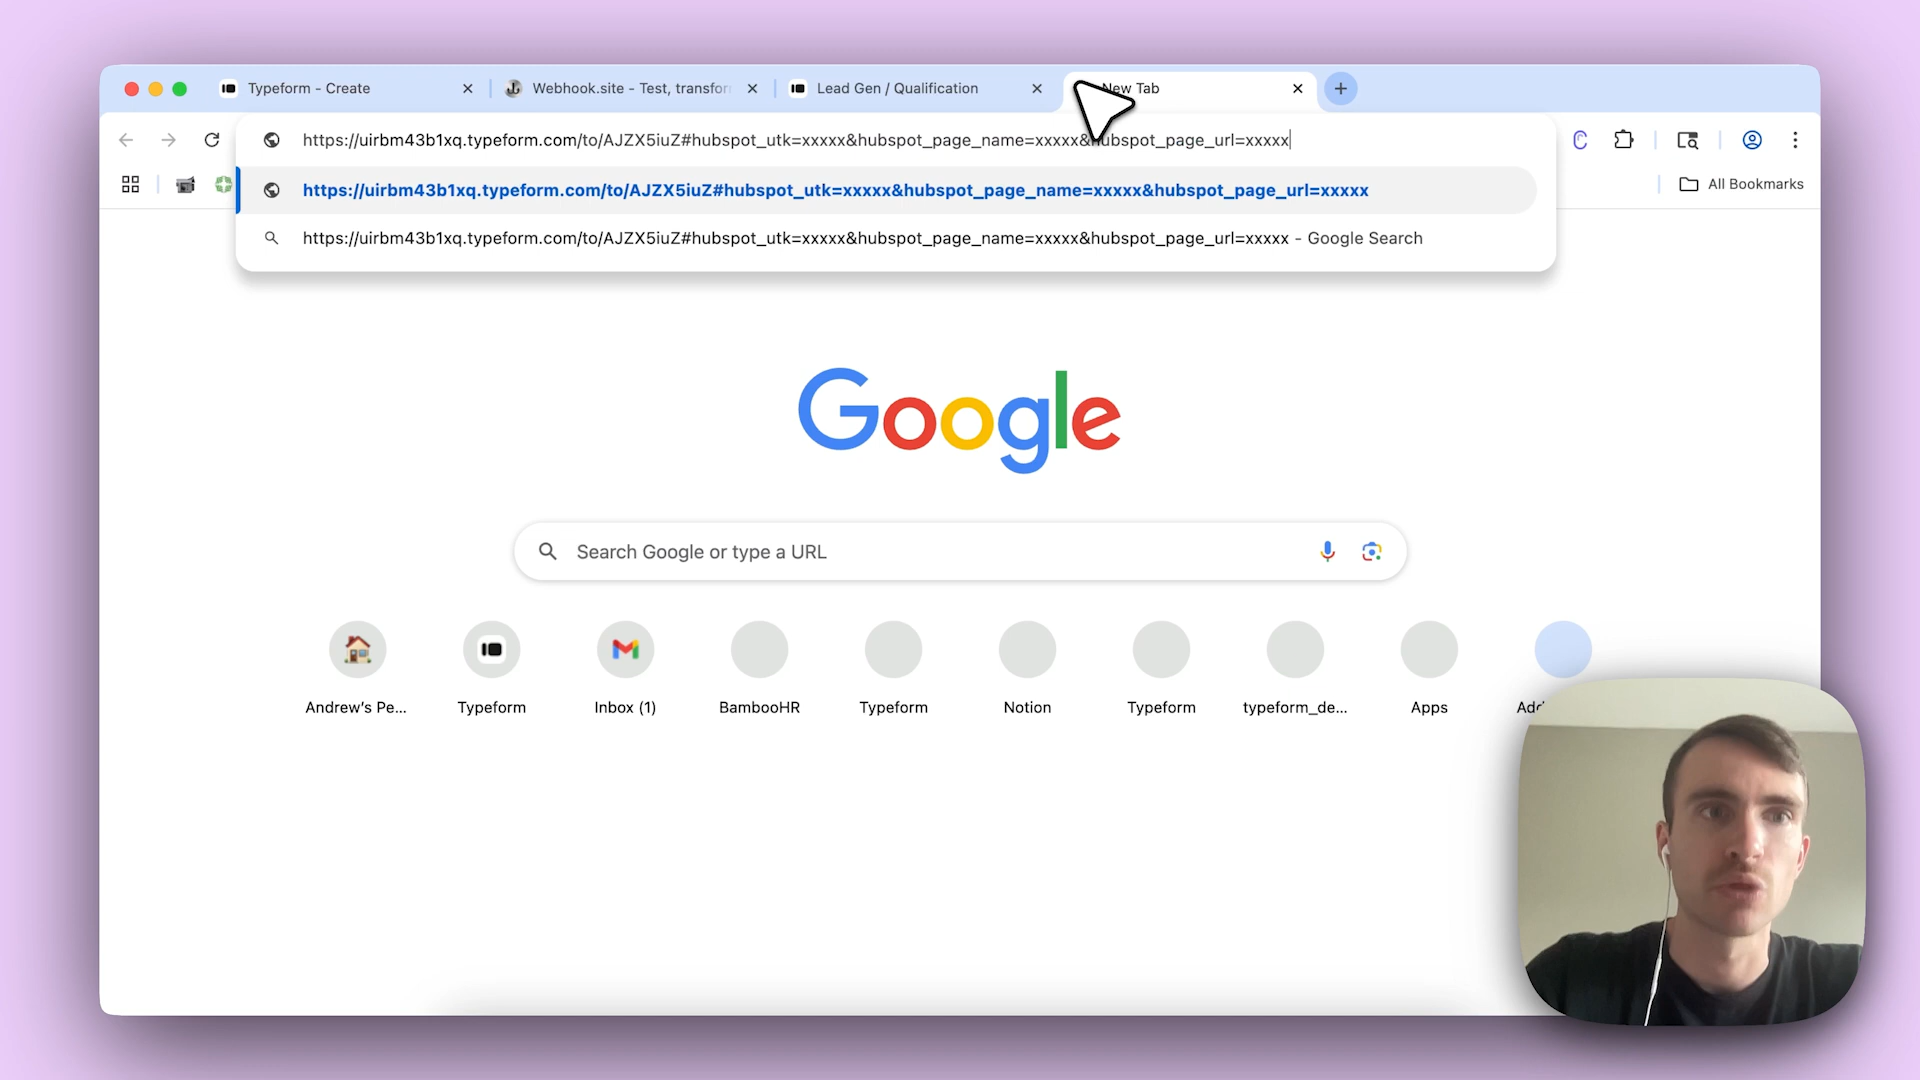 Typeform - Create
Webhook.site - Test, transfor
Lead Gen / Qualification
New Tab
https://uirbm43b1xq.typeform.com/to/AJZX5iuZ#hubspot_utk=xxxxx&hubspot_page_name=xxxxx&hubspot_page_url=xxxxx
https://uirbm43b1xq.typeform.com/to/AJZX5iuZ#hubspot_utk=xxxxx&hubspot_page_name=xxxxx&hubspot_page_url=xxxxx
https://uirbm43b1xq.typeform.com/to/AJZX5iuZ#hubspot_utk=xxxxx&hubspot_page_name=xxxxx&hubspot_page_url=xxxxx - Google Search
All Bookmarks
Google
Search Google or type a URL
Andrew's Pe...
Typeform
Inbox (1)
BambooHR
Typeform
Notion
Typeform
typeform_de...
Apps